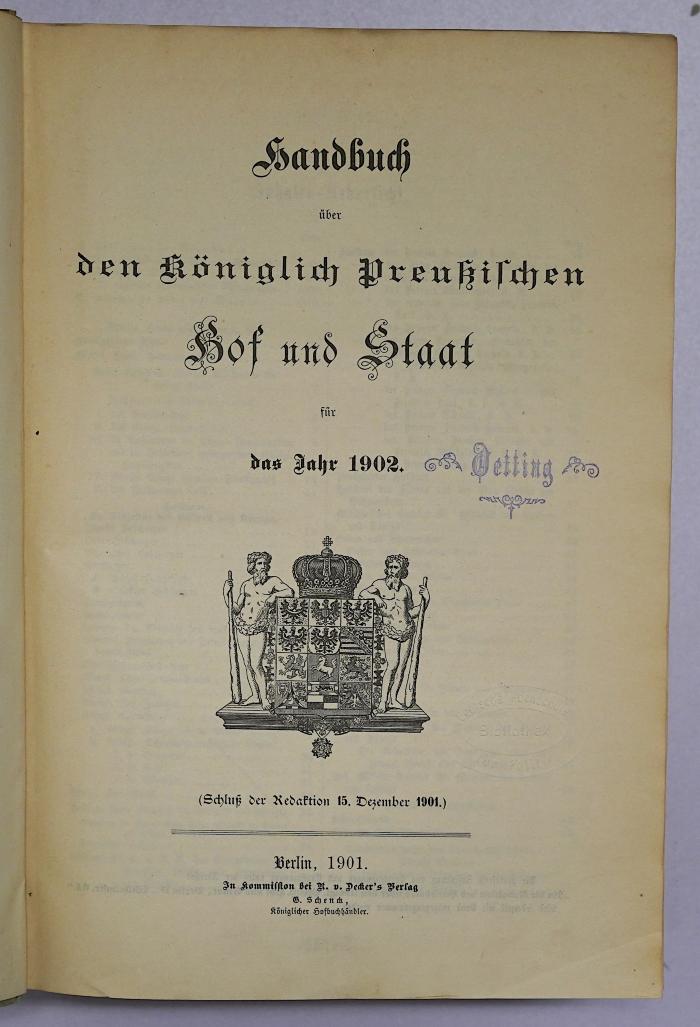 Handbuch
über
den Königlich Preußischen
Hof und Staat
für
das Jahr 1902.
Oetting
(Schluß der Redaktion 15. Dezember 1901.)
Berlin, 1901.
In Kommission bei R. v. Decker's Verlag
G. Schenck,
Königlicher Hofbuchhändler.